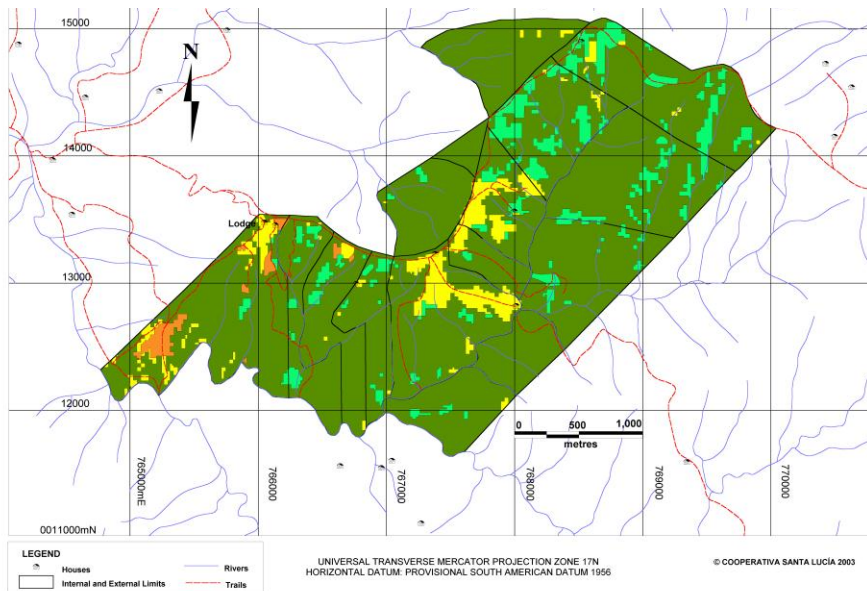 15000
N
14000
Lodge
13000
12000
0 500 1,000
metres
765000mE
766000
767000
768000
769000
770000
0011000mN
LEGEND
Houses
Rivers
Internal and External Limits
Trails
UNIVERSAL TRANSVERSE MERCATOR PROJECTION ZONE 17N
HORIZONTAL DATUM: PROVISIONAL SOUTH AMERICAN DATUM 1956
© COOPERATIVA SANTA LUCÍA 2003